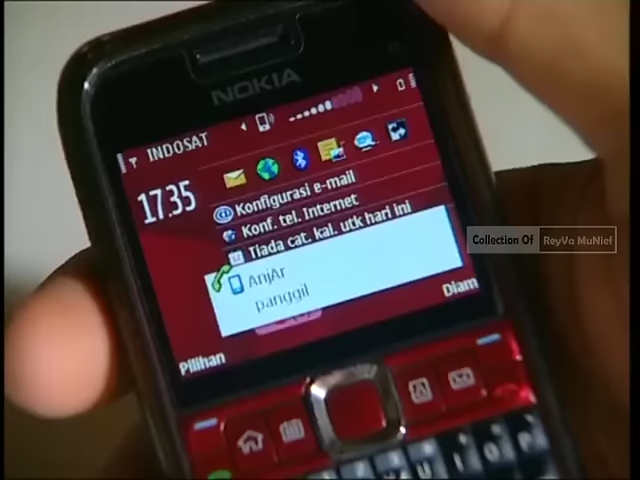 NOKIA
INDOSAT
17.35
Konfigurasi e-mail
Konf. tel. Internet
Tiada cat. kal. utk hari ini
AnjAr
panggil
Pilihan
Diam
Collection Of ReyVa MuNief
U I O P